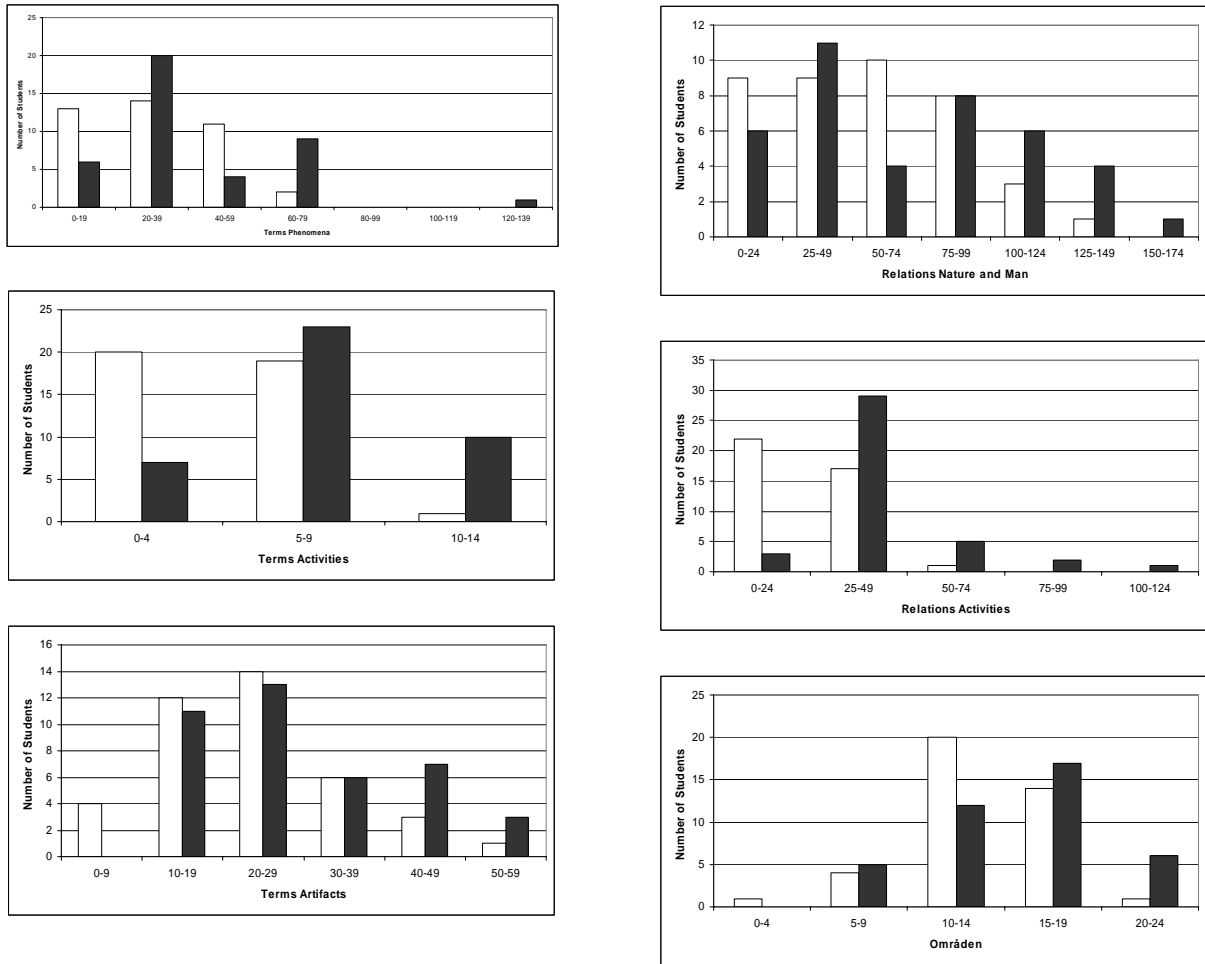 25
20
15
10
5
0
Number of Students
0-19 20-39 40-59 60-79 80-99 100-119 120-139
Terms Phenomena
25
20
15
10
5
0
Number of Students
0-4 5-9 10-14
Terms Activities
16
14
12
10
8
6
4
2
0
Number of Students
0-9 10-19 20-29 30-39 40-49 50-59
Terms Artifacts
12
10
8
6
4
2
0
Number of Students
0-24 25-49 50-74 75-99 100-124 125-149 150-174
Relations Nature and Man
35
30
25
20
15
10
5
0
Number of Students
0-24 25-49 50-74 75-99 100-124
Relations Activities
25
20
15
10
5
0
Number of Students
0-4 5-9 10-14 15-19 20-24
Områden